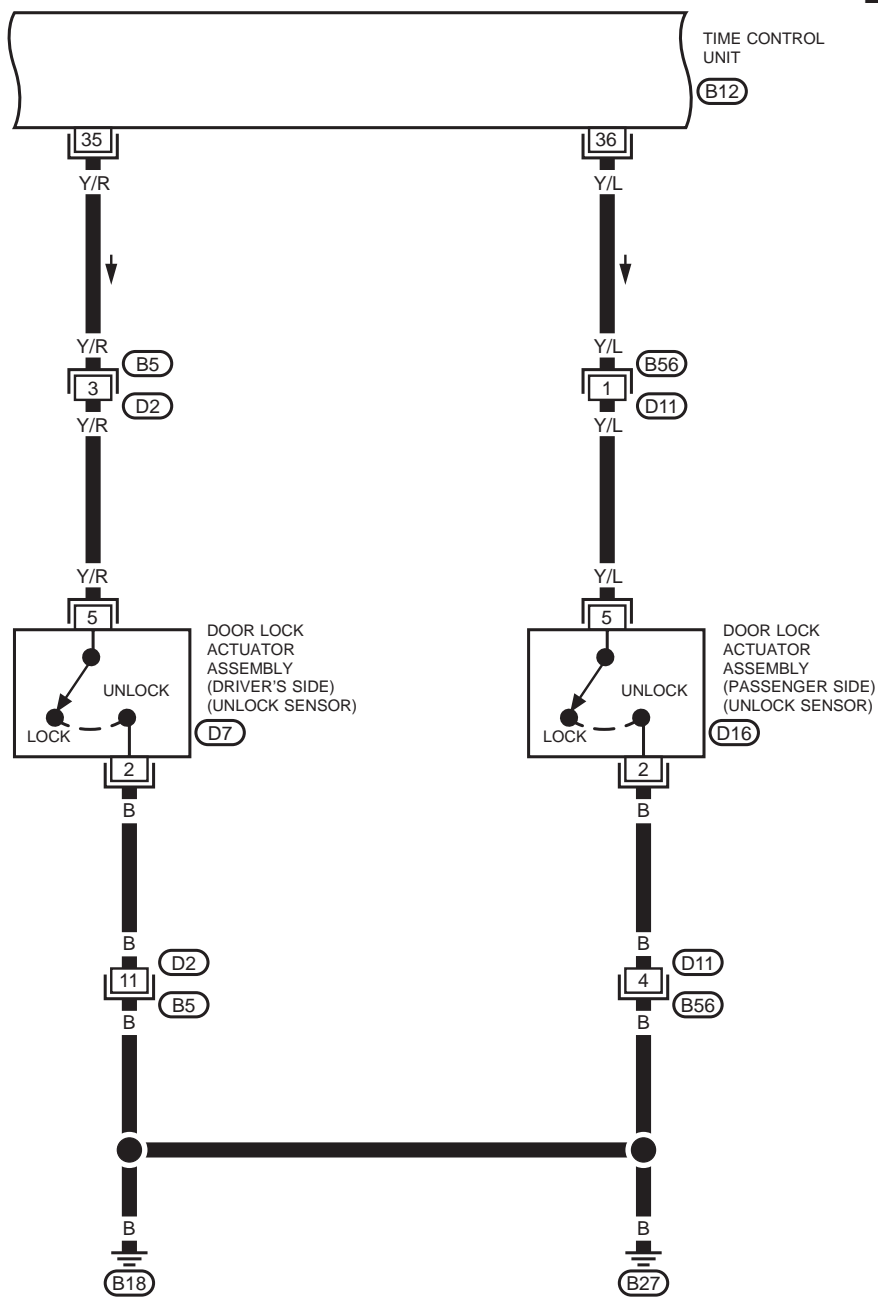 TIME CONTROL
UNIT
B12
35
36
Y/R
Y/L
Y/R
B5
Y/L
B56
3
1
D2
D11
Y/R
Y/L
Y/R
Y/L
5
5
DOOR LOCK
ACTUATOR
ASSEMBLY
(DRIVER'S SIDE)
(UNLOCK SENSOR)
D7
UNLOCK
LOCK
DOOR LOCK
ACTUATOR
ASSEMBLY
(PASSENGER SIDE)
(UNLOCK SENSOR)
D16
UNLOCK
LOCK
2
2
B
B
B
D2
B
D11
11
4
B5
B56
B
B
B
B
B18
B27